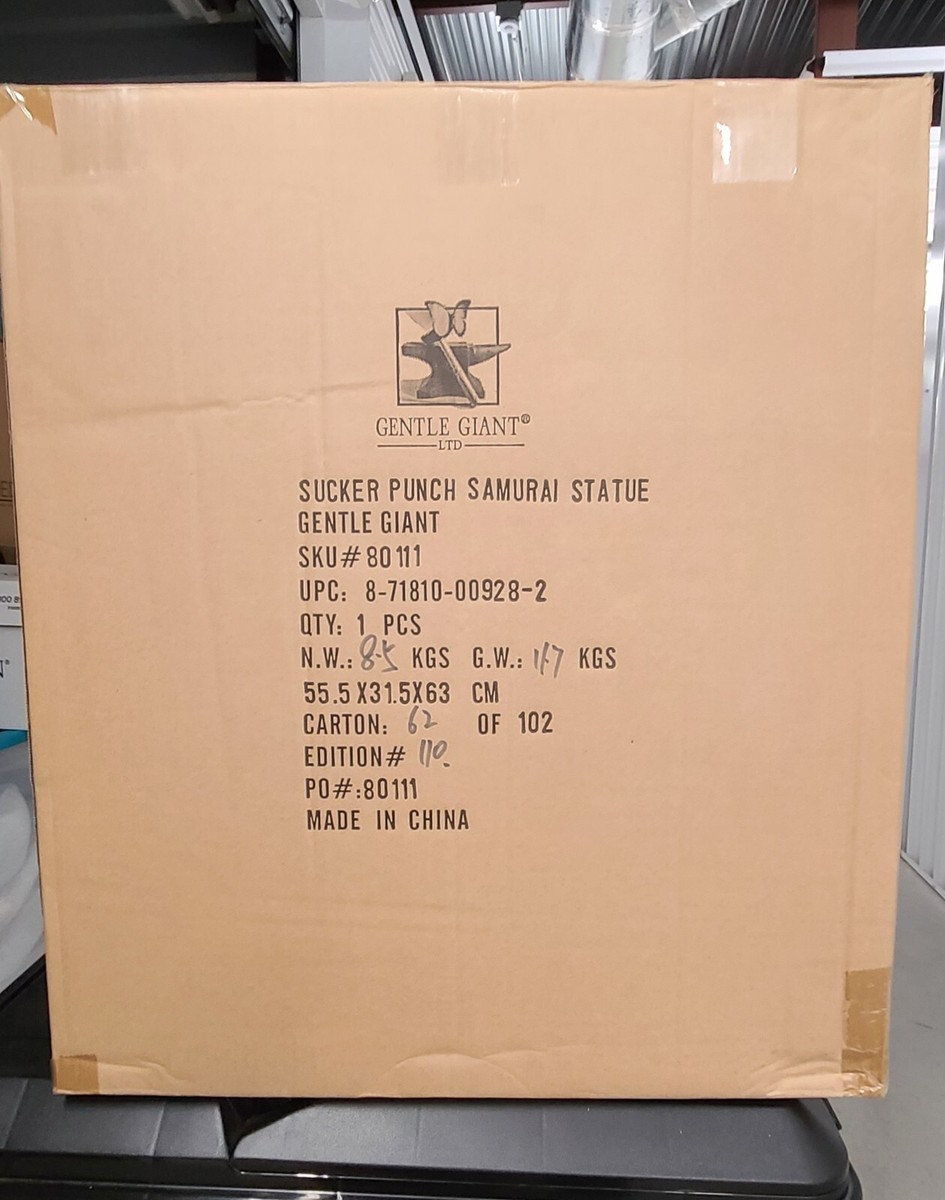 GENTLE GIANT®
LTD
SUCKER PUNCH SAMURAI STATUE
GENTLE GIANT
SKU# 80111
UPC: 8-71810-00928-2
QTY: 1 PCS
N.W.: 8.5 KGS G.W.: KGS
55.5X31.5X63 CM
CARTON: 62 OF 102
EDITION# 110.
PO#:80111
MADE IN CHINA